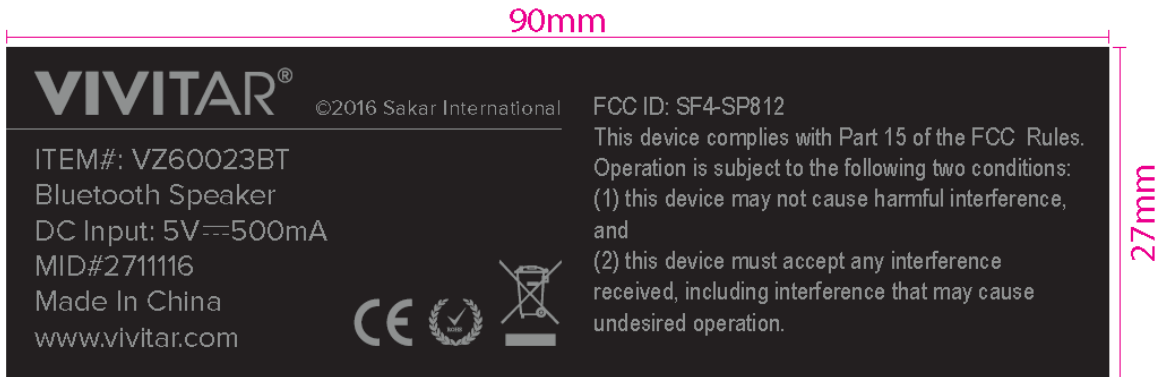 90mm
VIVITAR®
©2016 Sakar International
ITEM#: VZ60023BT
Bluetooth Speaker
DC Input: 5V⎓500mA
MID#2711116
Made In China
www.vivitar.com
CE
ROHS
FCC ID: SF4-SP812
This device complies with Part 15 of the FCC Rules.
Operation is subject to the following two conditions:
(1) this device may not cause harmful interference,
and
(2) this device must accept any interference
received, including interference that may cause
undesired operation.
27mm